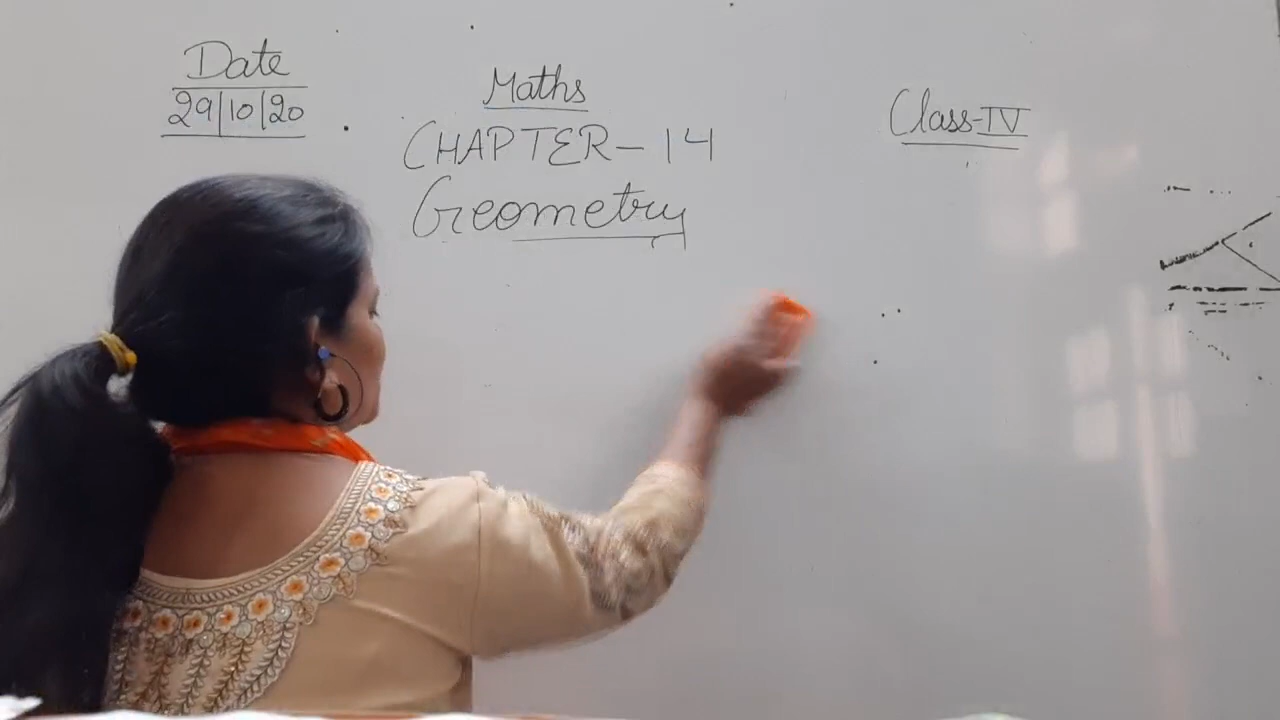 Date
29/10/20
Maths
CHAPTER-14
Geometry
Class-IV